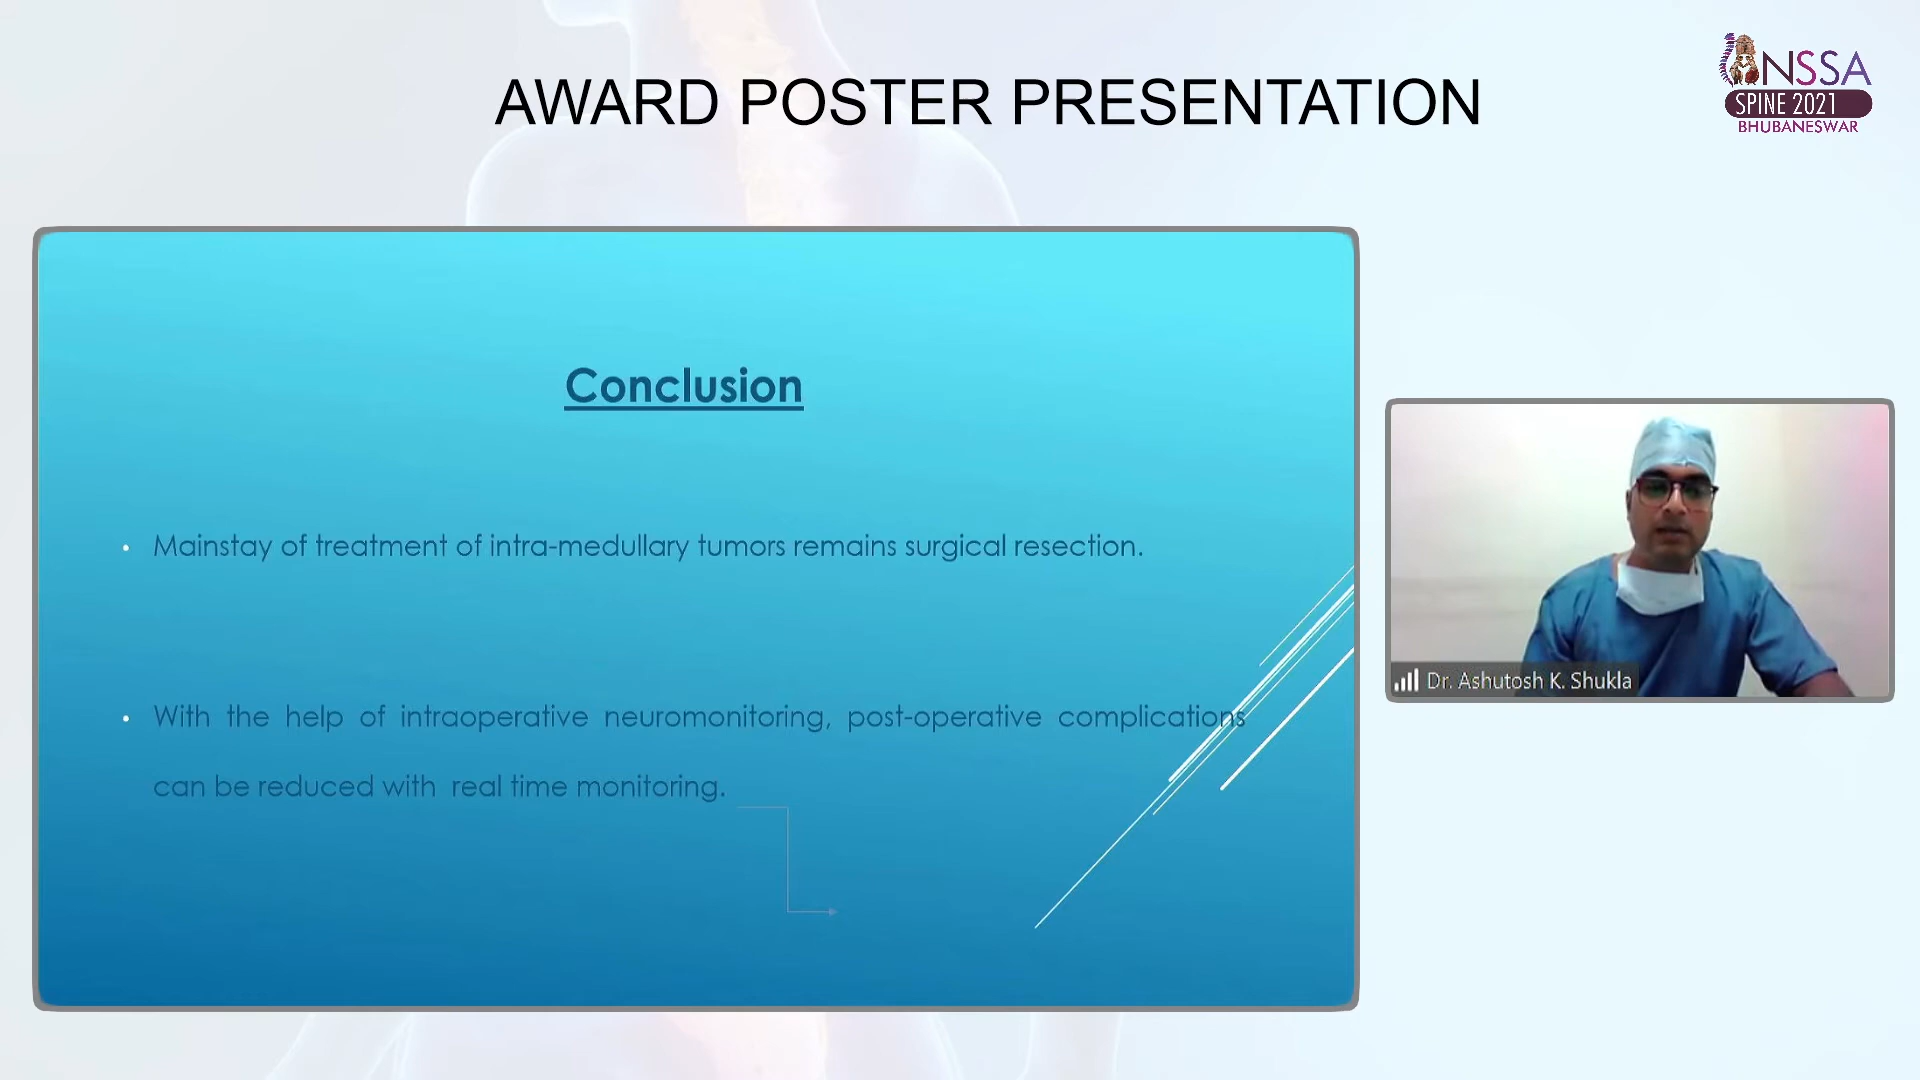 AWARD POSTER PRESENTATION
NSSA
SPINE 2021
BHUBANESWAR
Conclusion
• Mainstay of treatment of intra-medullary tumors remains surgical resection.
• With the help of intraoperative neuromonitoring, post-operative complications
can be reduced with real time monitoring.
Dr. Ashutosh K. Shukla